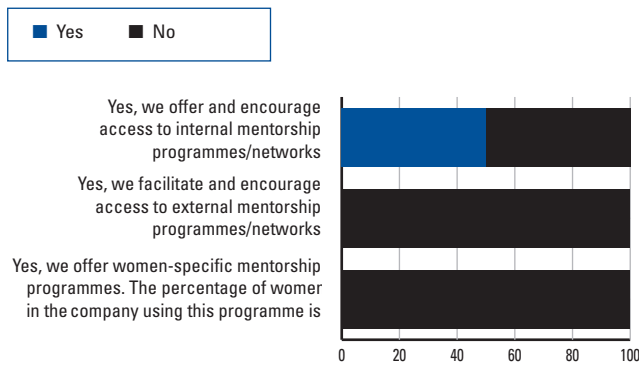 Yes No
Yes, we offer and encourage
access to internal mentorship
programmes/networks
Yes, we facilitate and encourage
access to external mentorship
programmes/networks
Yes, we offer women-specific mentorship
programmes. The percentage of women
in the company using this programme is
0 20 40 60 80 100